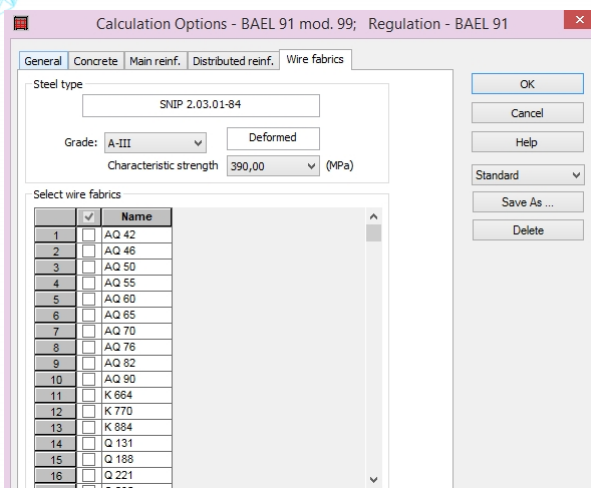 Calculation Options - BAEL 91 mod. 99; Regulation - BAEL 91
General Concrete Main reinf. Distributed reinf. Wire fabrics
Steel type
SNIP 2.03.01-84
Grade: A-III Deformed
Characteristic strength 390,00 (MPa)
Select wire fabrics
Name
1 AQ 42
2 AQ 46
3 AQ 50
4 AQ 55
5 AQ 60
6 AQ 65
7 AQ 70
8 AQ 76
9 AQ 82
10 AQ 90
11 K 664
12 K 770
13 K 884
14 Q 131
15 Q 188
16 Q 221
OK
Cancel
Help
Standard
Save As ...
Delete